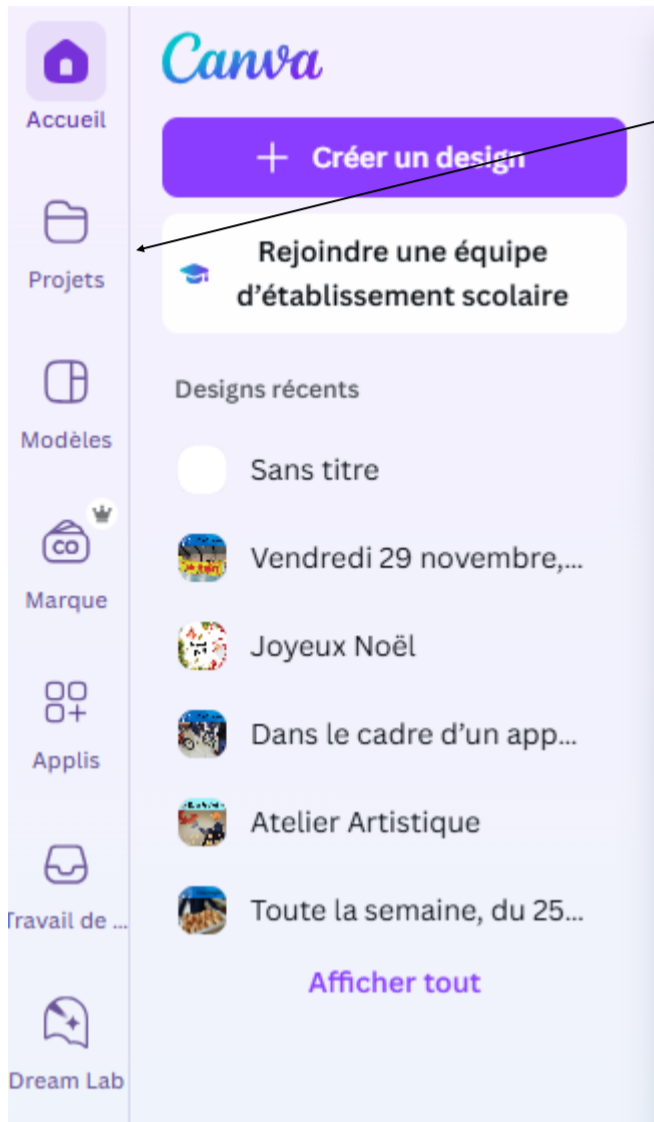 Canva
Accueil
Créer un design
Projets
Rejoindre une équipe
d'établissement scolaire
Modèles
Designs récents
Sans titre
Vendredi 29 novembre,...
Marque
Joyeux Noël
Applis
Dans le cadre d'un app...
Atelier Artistique
Travail de ...
Toute la semaine, du 25...
Afficher tout
Dream Lab